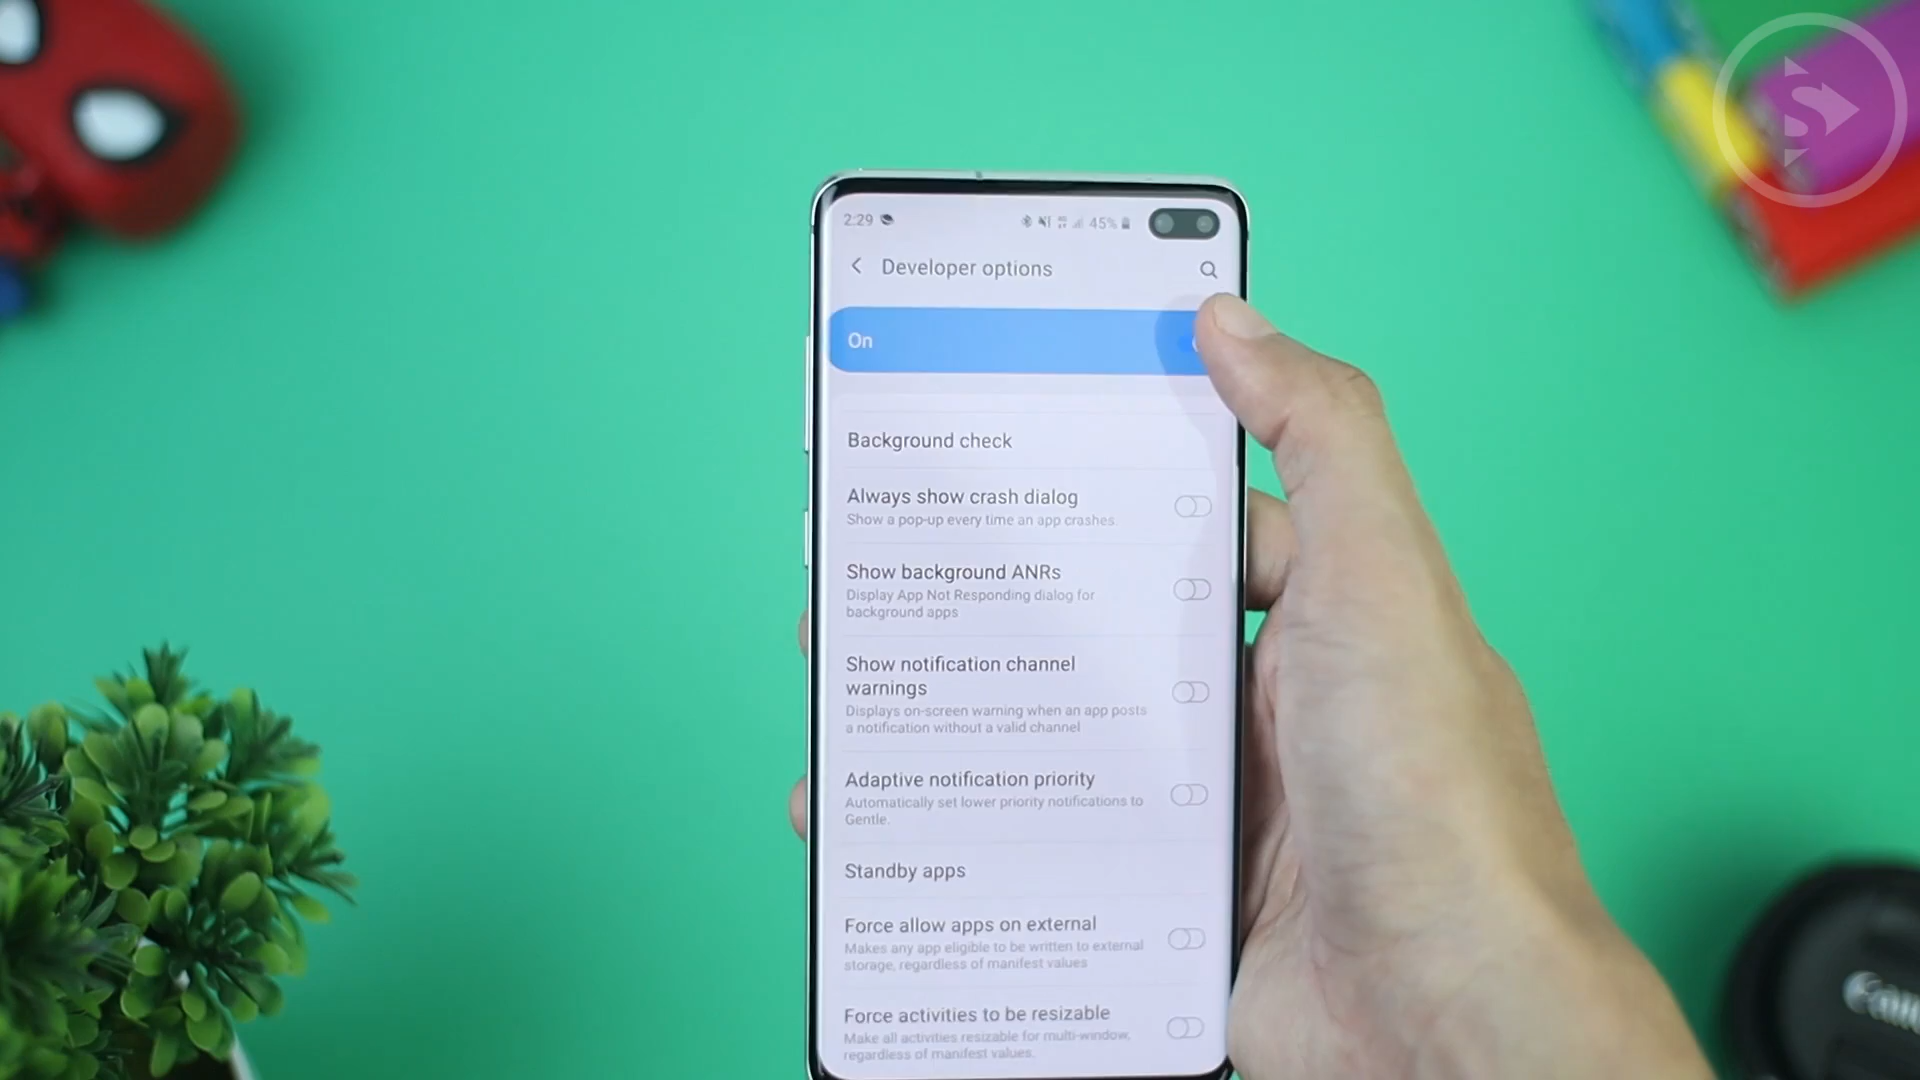 2:29 45%
Developer options
On
Background check
Always show crash dialog
Show a pop-up every time an app crashes.
Show background ANRs
Display App Not Responding dialog for
background apps
Show notification channel
warnings
Displays on-screen warning when an app posts
a notification without a valid channel
Adaptive notification priority
Automatically set lower priority notifications to
Gentle.
Standby apps
Force allow apps on external
Makes any app eligible to be written to external
storage, regardless of manifest values
Force activities to be resizable
Make all activities resizable for multi-window,
regardless of manifest values.
S